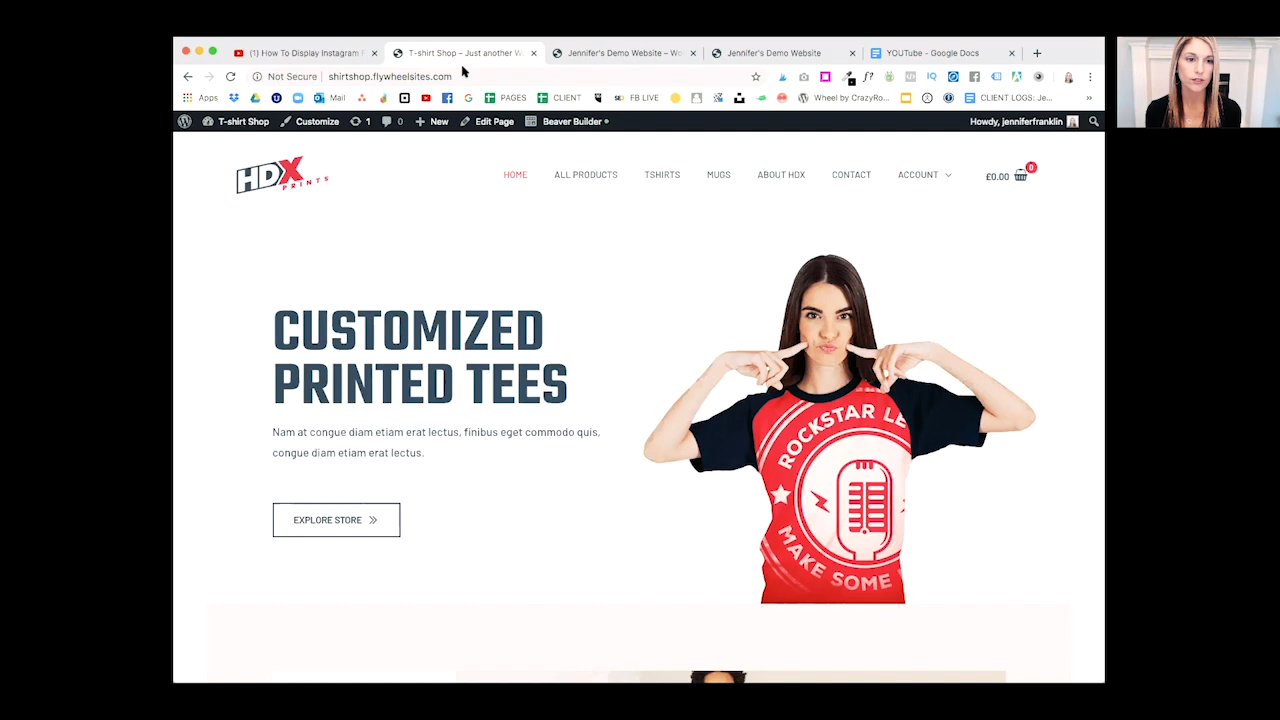 (1) How To Display Instagram F
T-shirt Shop – Just another W
Jennifer's Demo Website – Wo
Jennifer's Demo Website
YOUTube - Google Docs
Not Secure | shirtshop.flywheelsites.com
Apps
Mail
PAGES
CLIENT
FB LIVE
Wheel by CrazyRo...
CLIENT LOGS: Je...
T-shirt Shop
Customize
1
0
New
Edit Page
Beaver Builder
Howdy, jenniferfranklin
HDX
PRINTS
HOME
ALL PRODUCTS
TSHIRTS
MUGS
ABOUT HDX
CONTACT
ACCOUNT
£0.00
0
CUSTOMIZED
PRINTED TEES
Nam at congue diam etiam erat lectus, finibus eget commodo quis,
congue diam etiam erat lectus.
EXPLORE STORE
ROCKSTAR LE
MAKE SOME